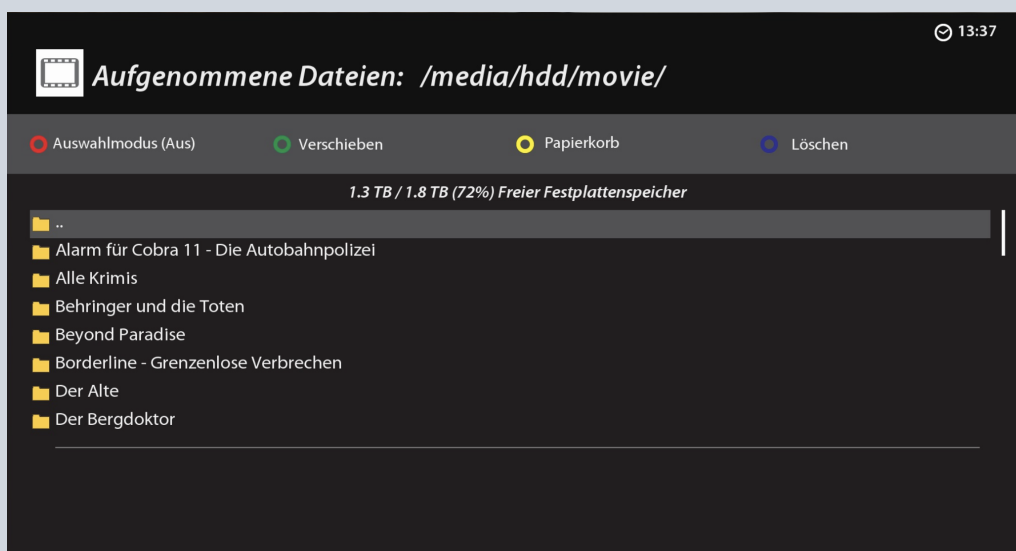 13:37
Aufgenommene Dateien: /media/hdd/movie/
Auswahlmodus (Aus) Verschieben Papierkorb Löschen
1.3 TB / 1.8 TB (72%) Freier Festplattenspeicher
..
Alarm für Cobra 11 - Die Autobahnpolizei
Alle Krimis
Behringer und die Toten
Beyond Paradise
Borderline - Grenzenlose Verbrechen
Der Alte
Der Bergdoktor